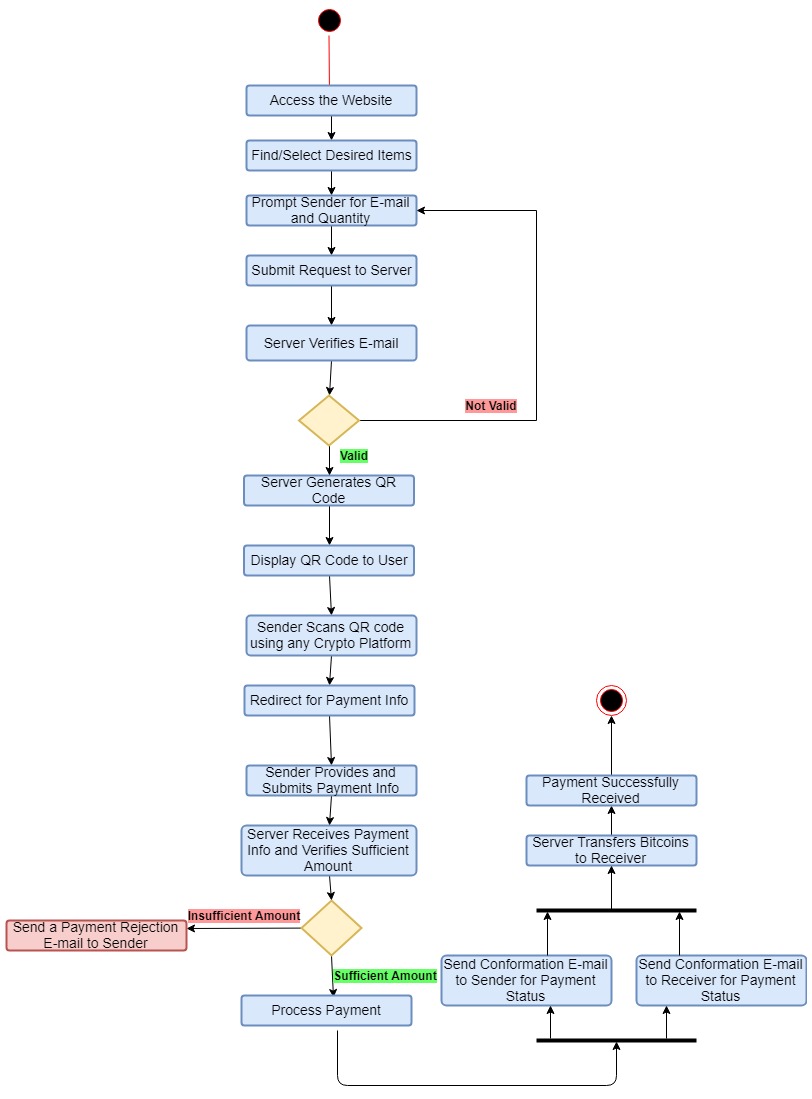 Access the Website
Find/Select Desired Items
Prompt Sender for E-mail
and Quantity
Submit Request to Server
Server Verifies E-mail
Not Valid
Valid
Server Generates QR
Code
Display QR Code to User
Sender Scans QR code
using any Crypto Platform
Redirect for Payment Info
Sender Provides and
Submits Payment Info
Server Receives Payment
Info and Verifies Sufficient
Amount
Insufficient Amount
Send a Payment Rejection
E-mail to Sender
Sufficient Amount
Process Payment
Send Conformation E-mail
to Sender for Payment
Status
Send Conformation E-mail
to Receiver for Payment
Status
Server Transfers Bitcoins
to Receiver
Payment Successfully
Received